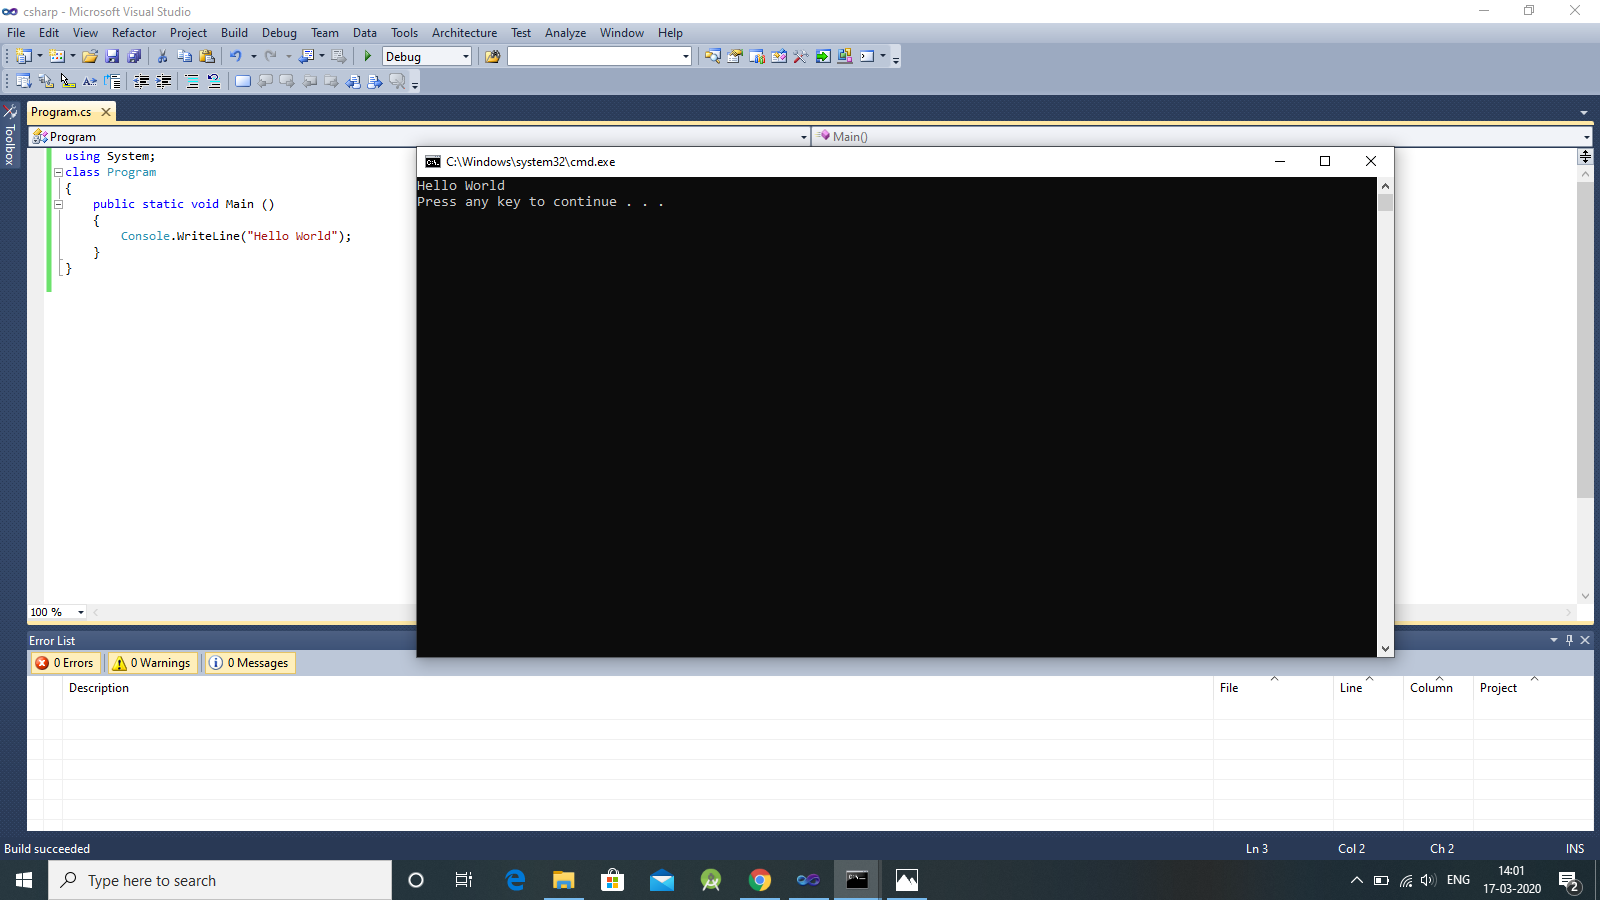 csharp - Microsoft Visual Studio
File Edit View Refactor Project Build Debug Team Data Tools Architecture Test Analyze Window Help
Debug
Toolbox
Program.cs
Program
Main()
using System;
class Program
{
public static void Main ()
{
Console.WriteLine("Hello World");
}
}
C:\Windows\system32\cmd.exe
Hello World
Press any key to continue . . .
100 %
Error List
0 Errors 0 Warnings 0 Messages
Description File Line Column Project
Build succeeded Ln 3 Col 2 Ch 2 INS
Type here to search
ENG
14:01
17-03-2020
2